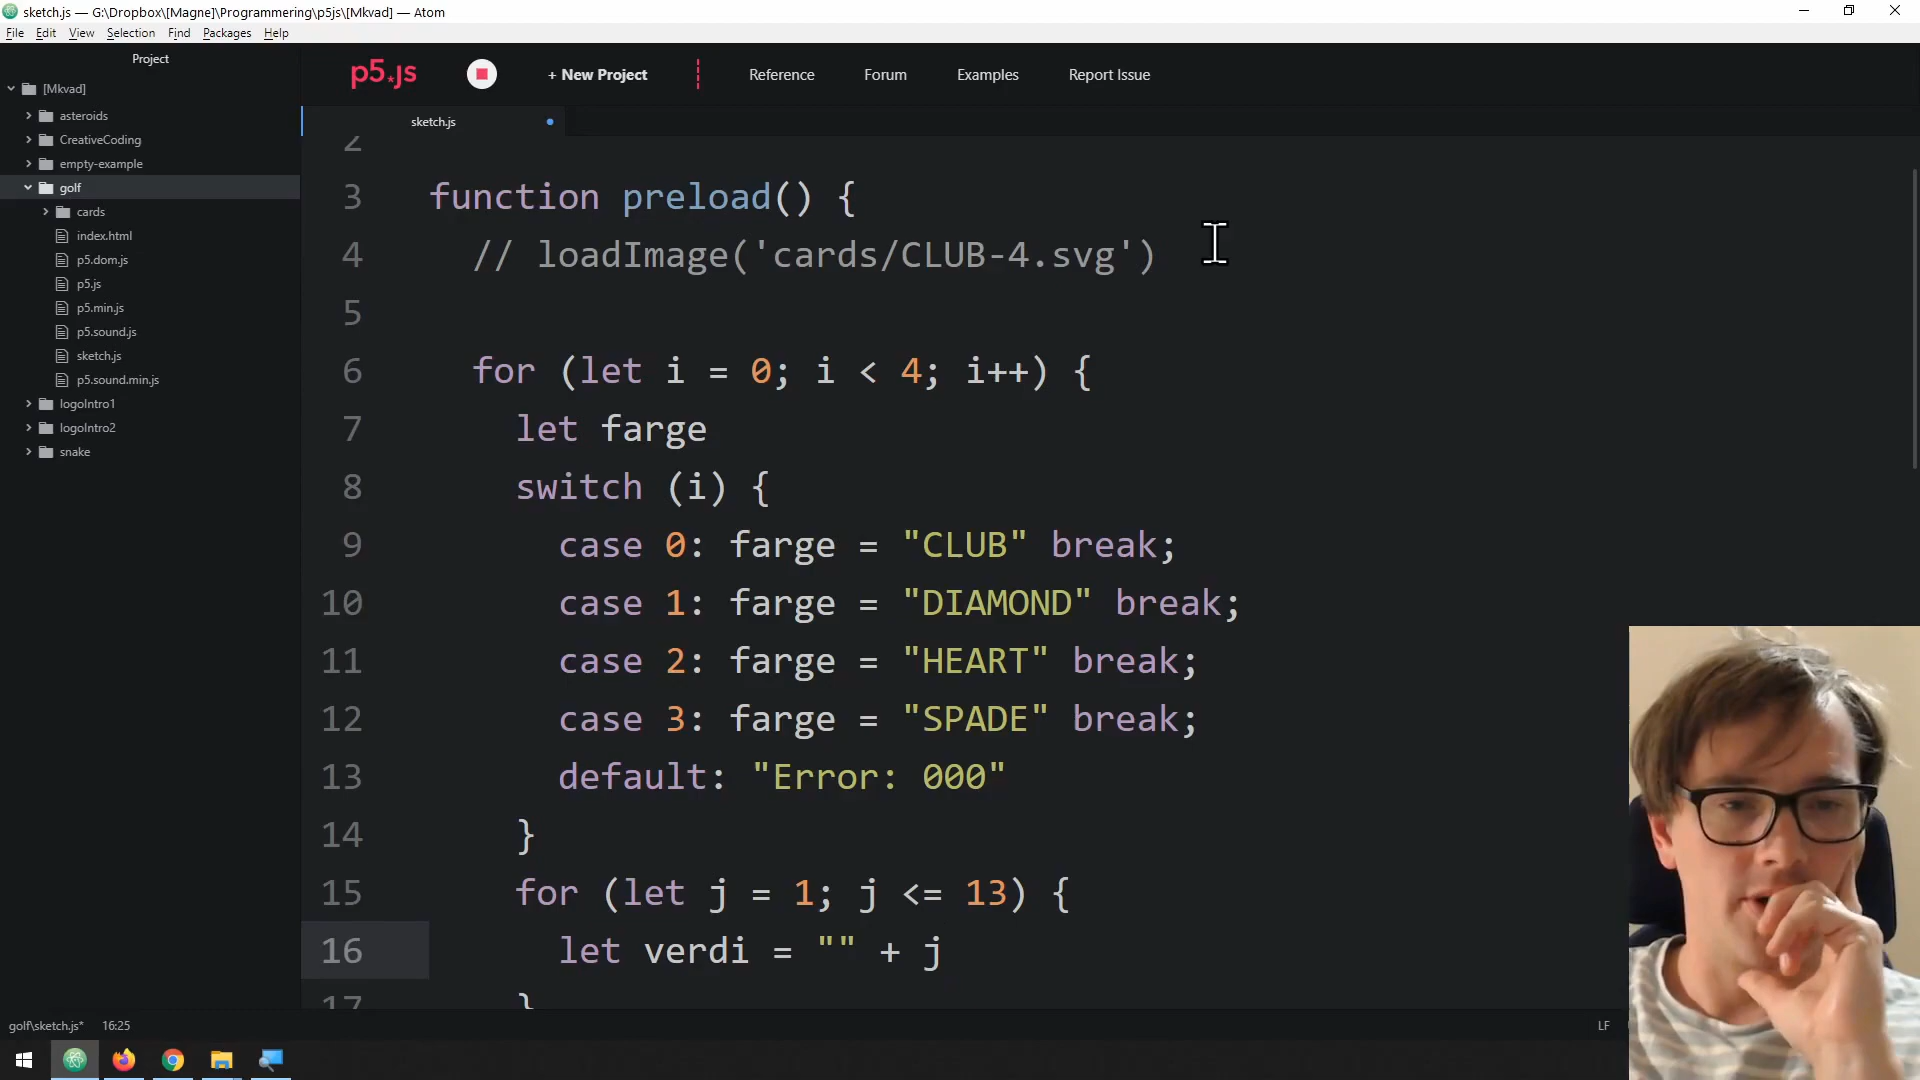 sketch.js — G:\Dropbox\[Magne]\Programmering\p5js\[Mkvad] — Atom
File Edit View Selection Find Packages Help
Project
[Mkvad]
asteroids
CreativeCoding
empty-example
golf
cards
index.html
p5.dom.js
p5.js
p5.min.js
p5.sound.js
sketch.js
p5.sound.min.js
logoIntro1
logoIntro2
snake
p5.js + New Project Reference Forum Examples Report Issue
sketch.js
2
3 function preload() {
4 // loadImage('cards/CLUB-4.svg')
5
6 for (let i = 0; i < 4; i++) {
7 let farge
8 switch (i) {
9 case 0: farge = "CLUB" break;
10 case 1: farge = "DIAMOND" break;
11 case 2: farge = "HEART" break;
12 case 3: farge = "SPADE" break;
13 default: "Error: 000"
14 }
15 for (let j = 1; j <= 13) {
16 let verdi = "" + j
17 }
golf\sketch.js* 16:25 LF